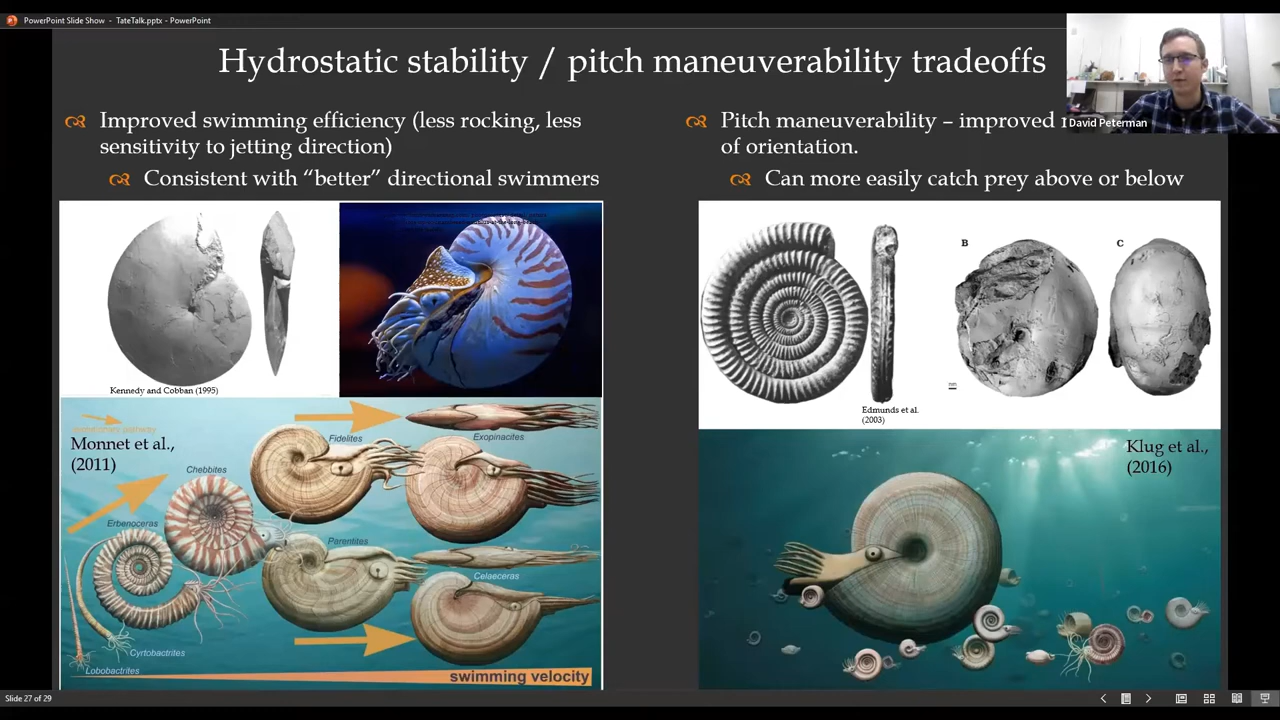 PowerPoint Slide Show - TateTalk.pptx - PowerPoint
Hydrostatic stability / pitch maneuverability tradeoffs
David Peterman
Improved swimming efficiency (less rocking, less
sensitivity to jetting direction)
Consistent with “better” directional swimmers
Pitch maneuverability – improved
of orientation.
Can more easily catch prey above or below
Kennedy and Cobban (1995)
B
C
Edmunds et al.
(2003)
Monnet et al.,
(2011)
Fidelites
Exopinacites
Chebbites
Erbenoceras
Parentites
Celaeceras
Cyrtobactrites
Lobobactrites
swimming velocity
Klug et al.,
(2016)
Slide 27 of 29